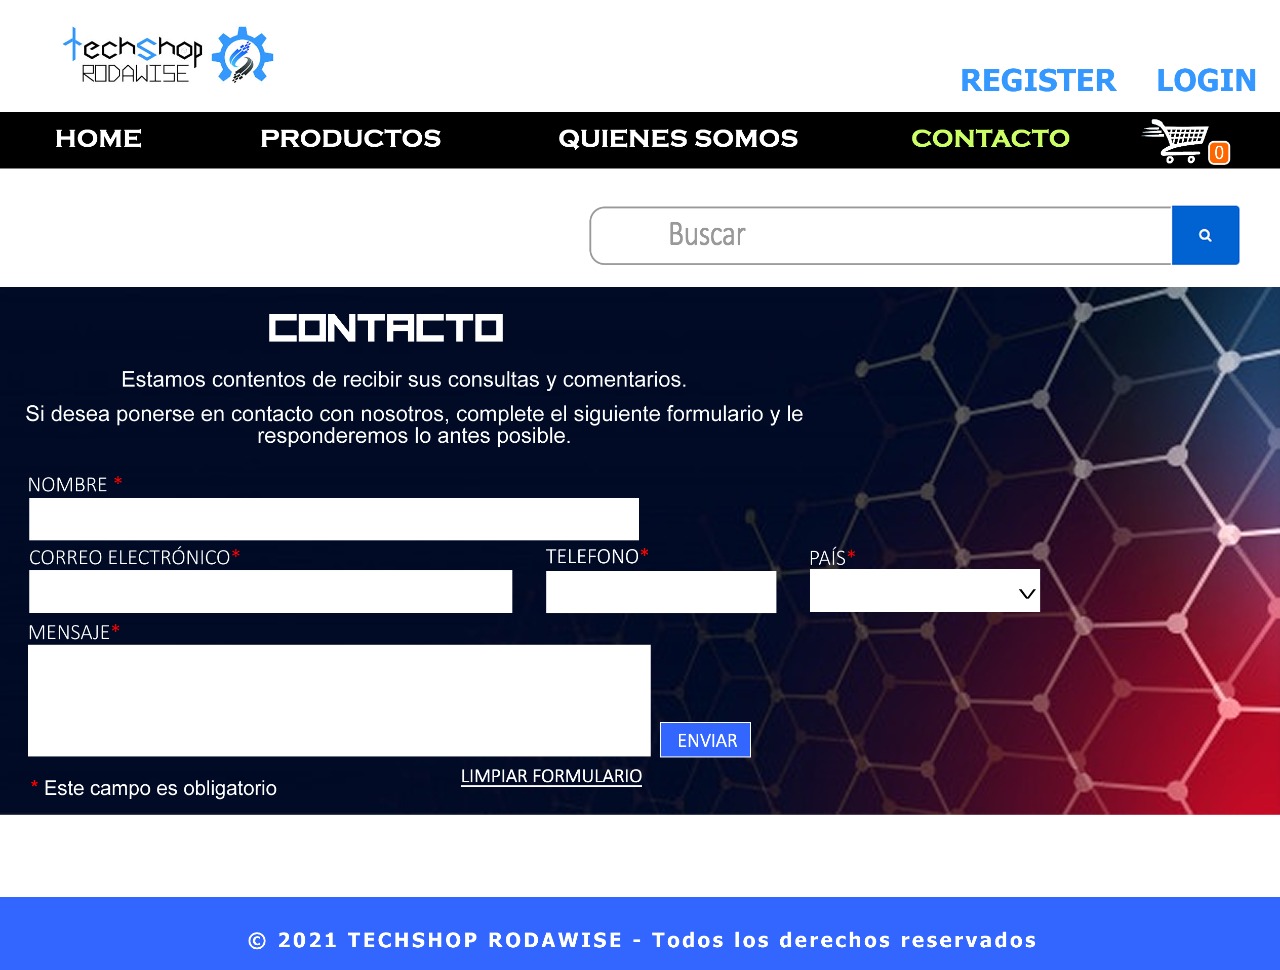 techshop
RODAWISE
REGISTER LOGIN
HOME PRODUCTOS QUIENES SOMOS CONTACTO 0
Buscar
CONTACTO
Estamos contentos de recibir sus consultas y comentarios.
Si desea ponerse en contacto con nosotros, complete el siguiente formulario y le
responderemos lo antes posible.
NOMBRE *
CORREO ELECTRÓNICO* TELEFONO* PAÍS*
MENSAJE*
ENVIAR
LIMPIAR FORMULARIO
* Este campo es obligatorio
© 2021 TECHSHOP RODAWISE - Todos los derechos reservados